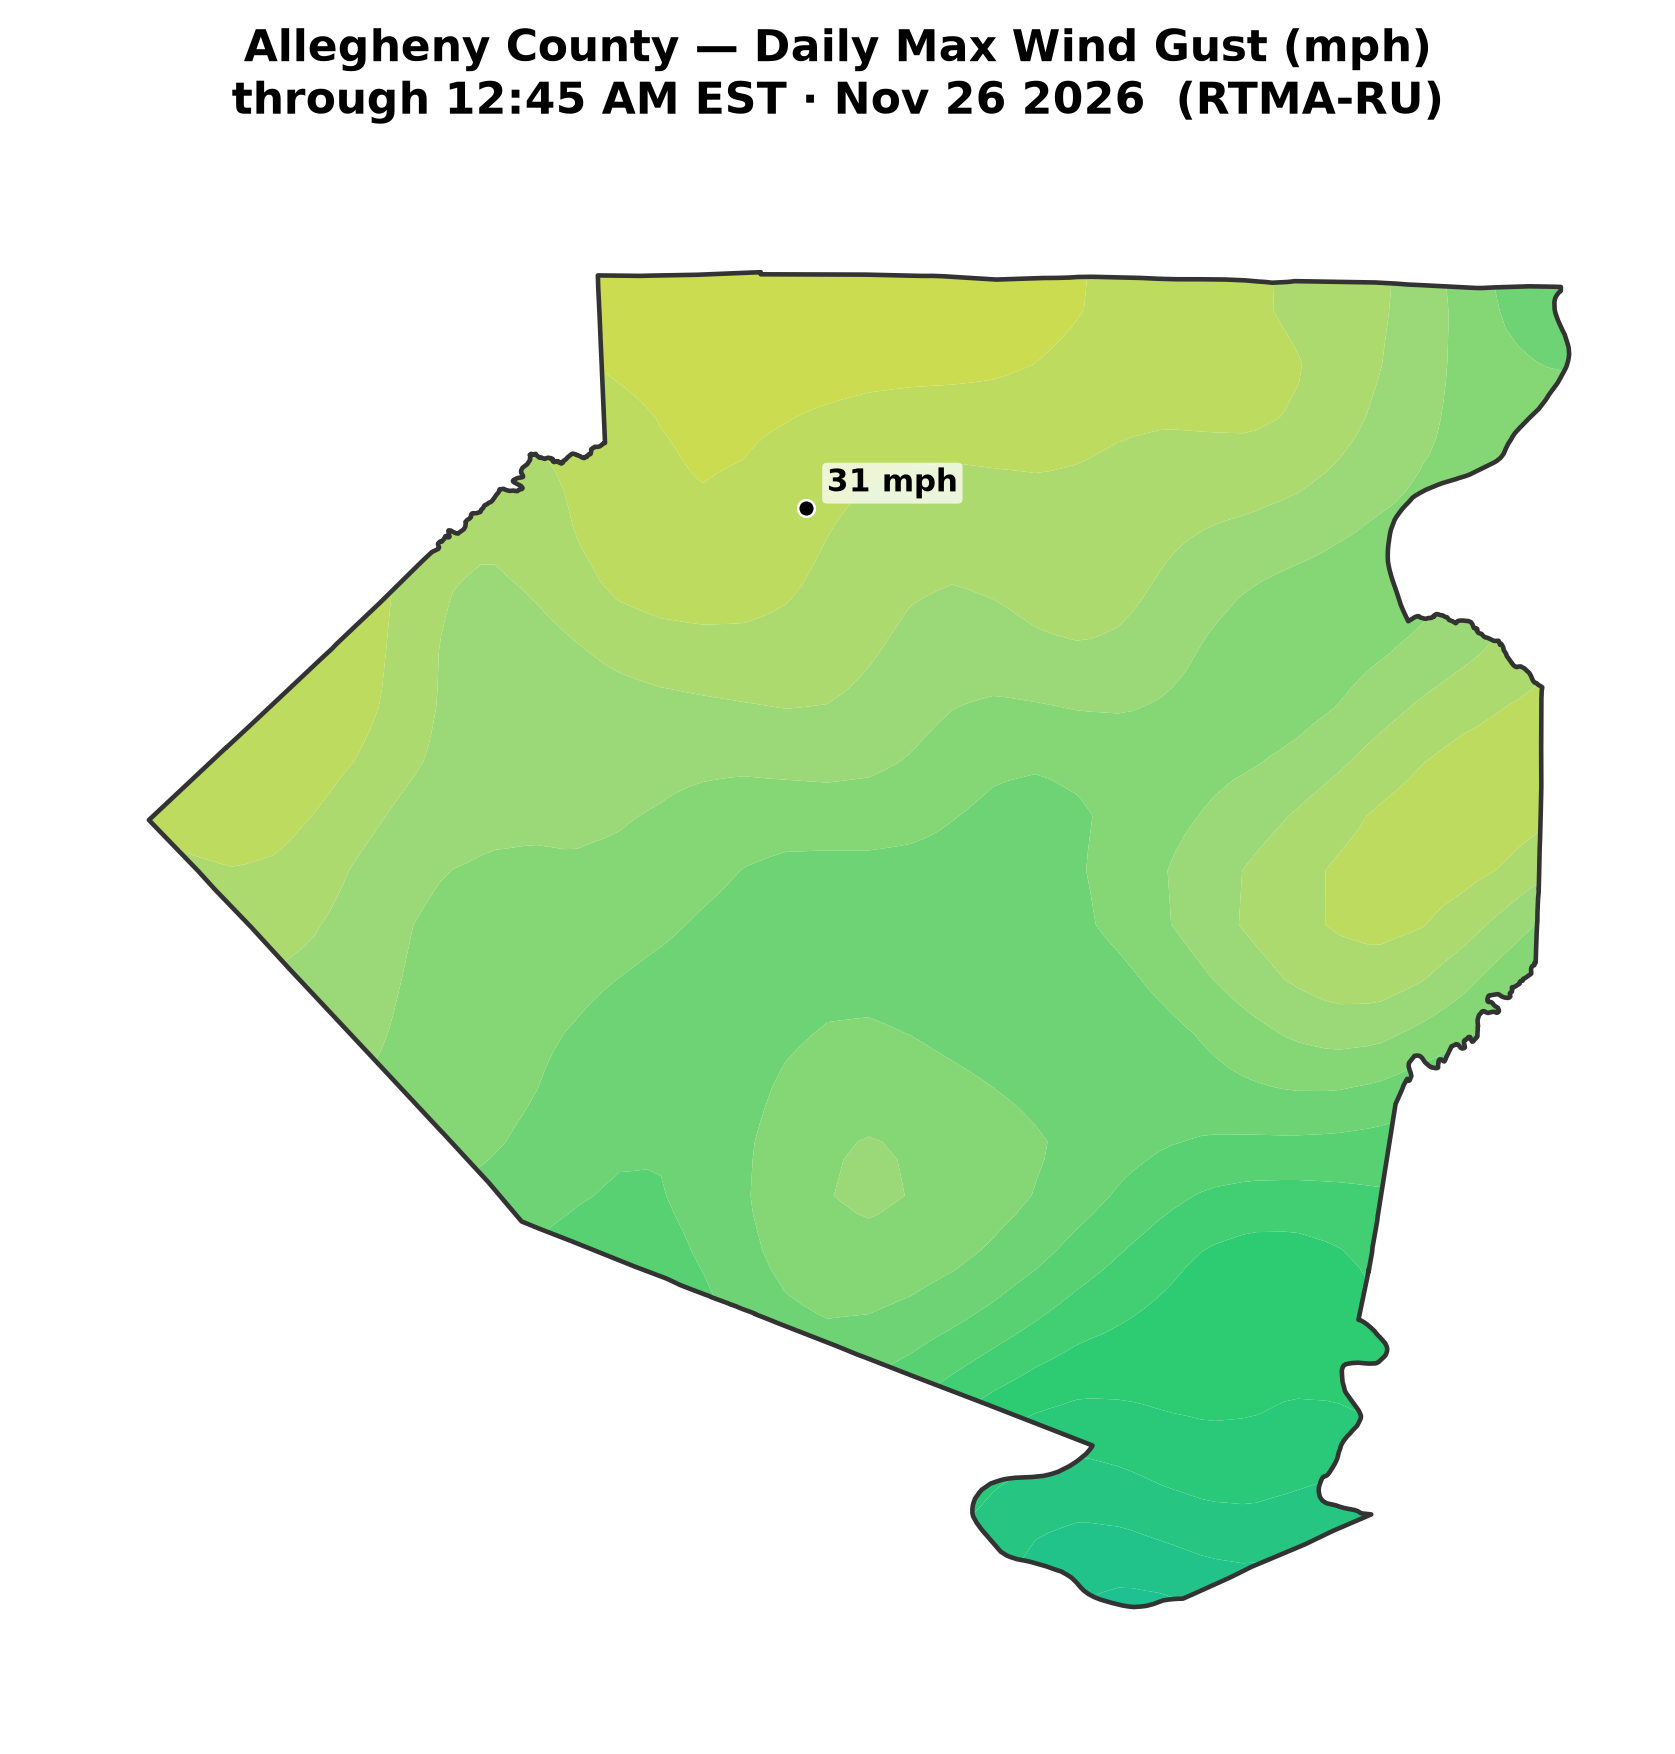 Allegheny County — Daily Max Wind Gust (mph)
through 12:45 AM EST · Nov 26 2026 (RTMA-RU)
31 mph